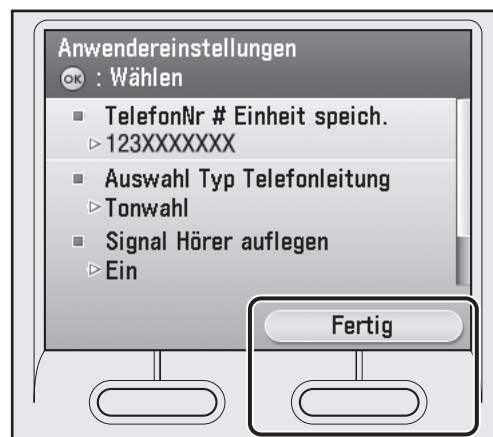 Anwendereinstellungen
OK : Wählen
TelefonNr # Einheit speich.
123XXXXXXX
Auswahl Typ Telefonleitung
Tonwahl
Signal Hörer auflegen
Ein
Fertig